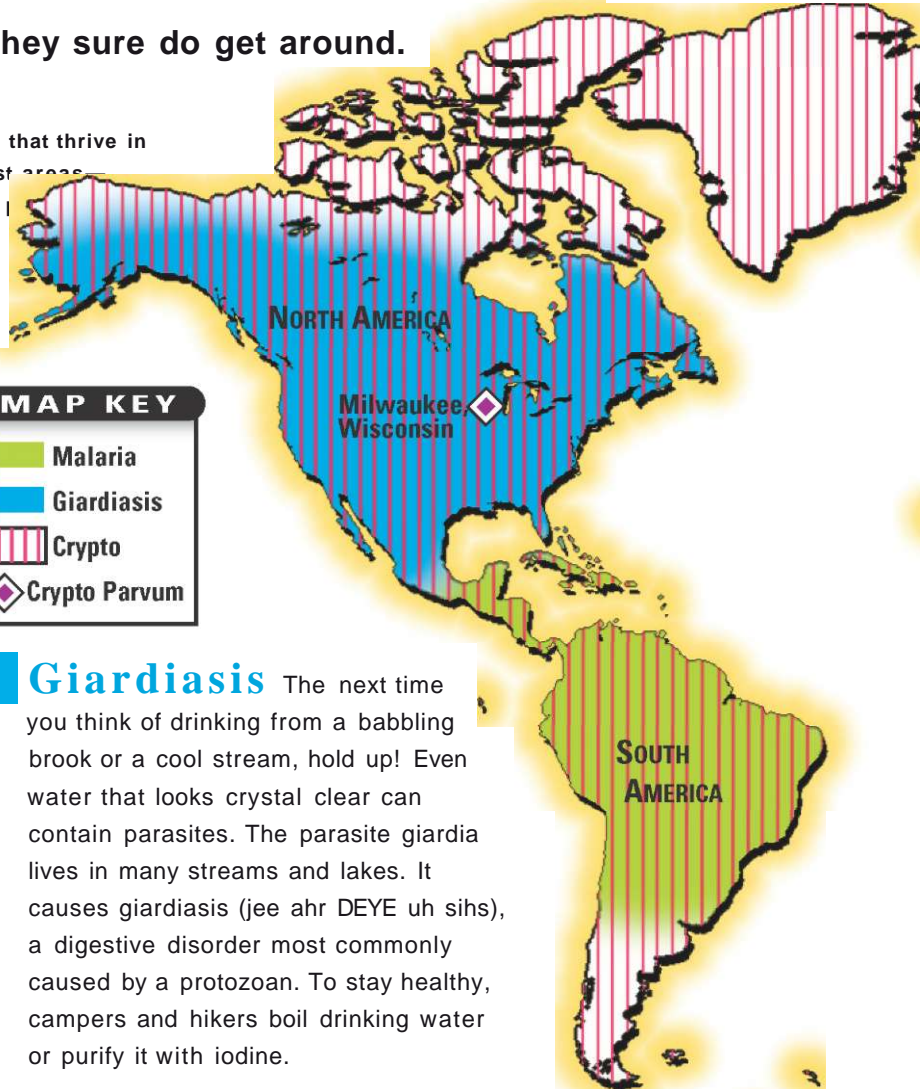 hey sure do get around.
that thrive in
st areas—
NORTH AMERICA
Milwaukee,
Wisconsin
MAP KEY
Malaria
Giardiasis
Crypto
Crypto Parvum
Giardiasis The next time
you think of drinking from a babbling
brook or a cool stream, hold up! Even
water that looks crystal clear can
contain parasites. The parasite giardia
lives in many streams and lakes. It
causes giardiasis (jee ahr DEYE uh sihs),
a digestive disorder most commonly
caused by a protozoan. To stay healthy,
campers and hikers boil drinking water
or purify it with iodine.
SOUTH
AMERICA